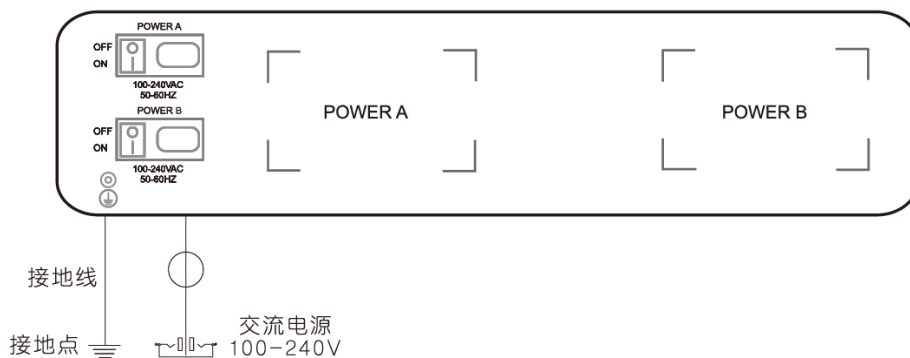 POWER A
OFF
ON
100-240VAC
50-60HZ
POWER B
OFF
ON
100-240VAC
50-60HZ
POWER A
POWER B
接地线
接地点
交流电源
100-240V